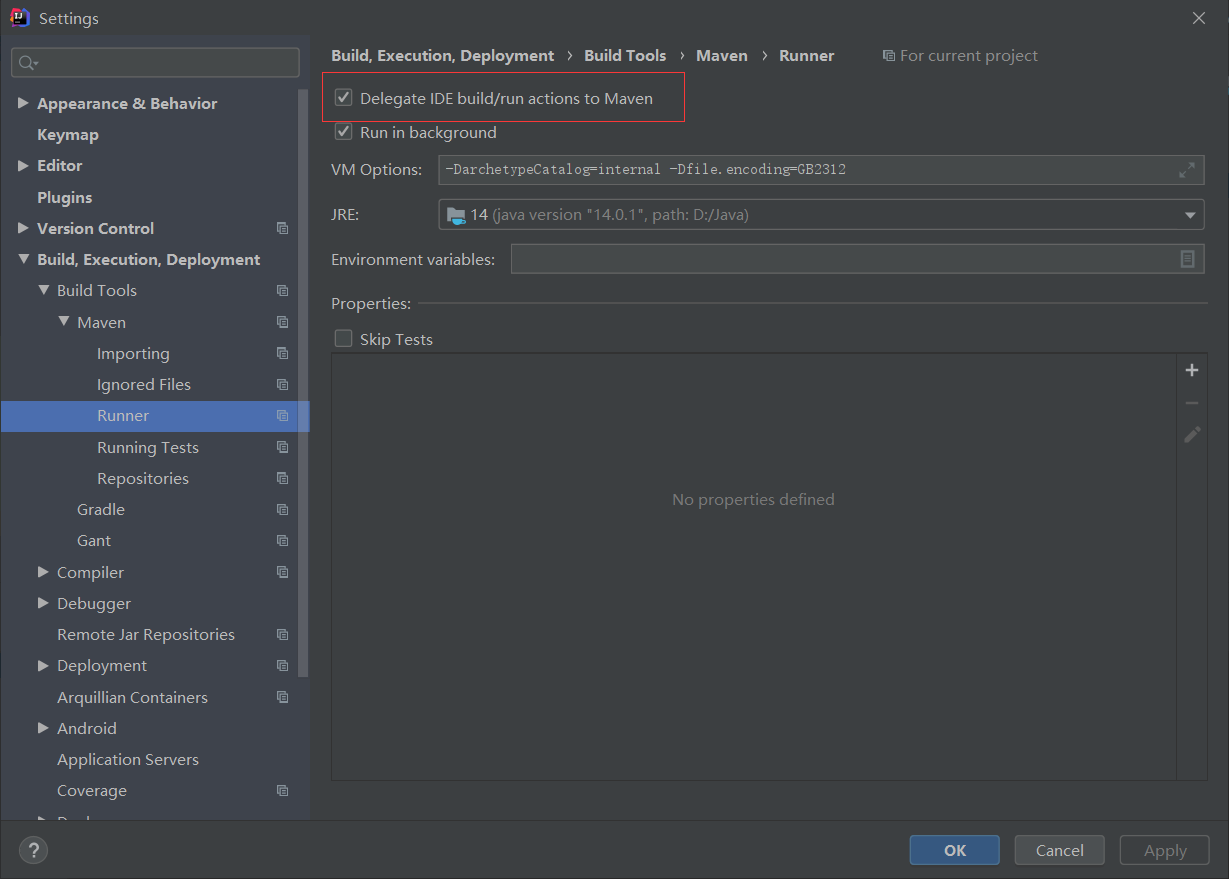 Settings
Appearance & Behavior
Keymap
Editor
Plugins
Version Control
Build, Execution, Deployment
Build Tools
Maven
Importing
Ignored Files
Runner
Running Tests
Repositories
Gradle
Gant
Compiler
Debugger
Remote Jar Repositories
Deployment
Arquillian Containers
Android
Application Servers
Coverage
Build, Execution, Deployment › Build Tools › Maven › Runner For current project
Delegate IDE build/run actions to Maven
Run in background
VM Options: -DarchetypeCatalog=internal -Dfile.encoding=GB2312
JRE: 14 (java version "14.0.1", path: D:/Java)
Environment variables:
Properties:
Skip Tests
No properties defined
? OK Cancel Apply